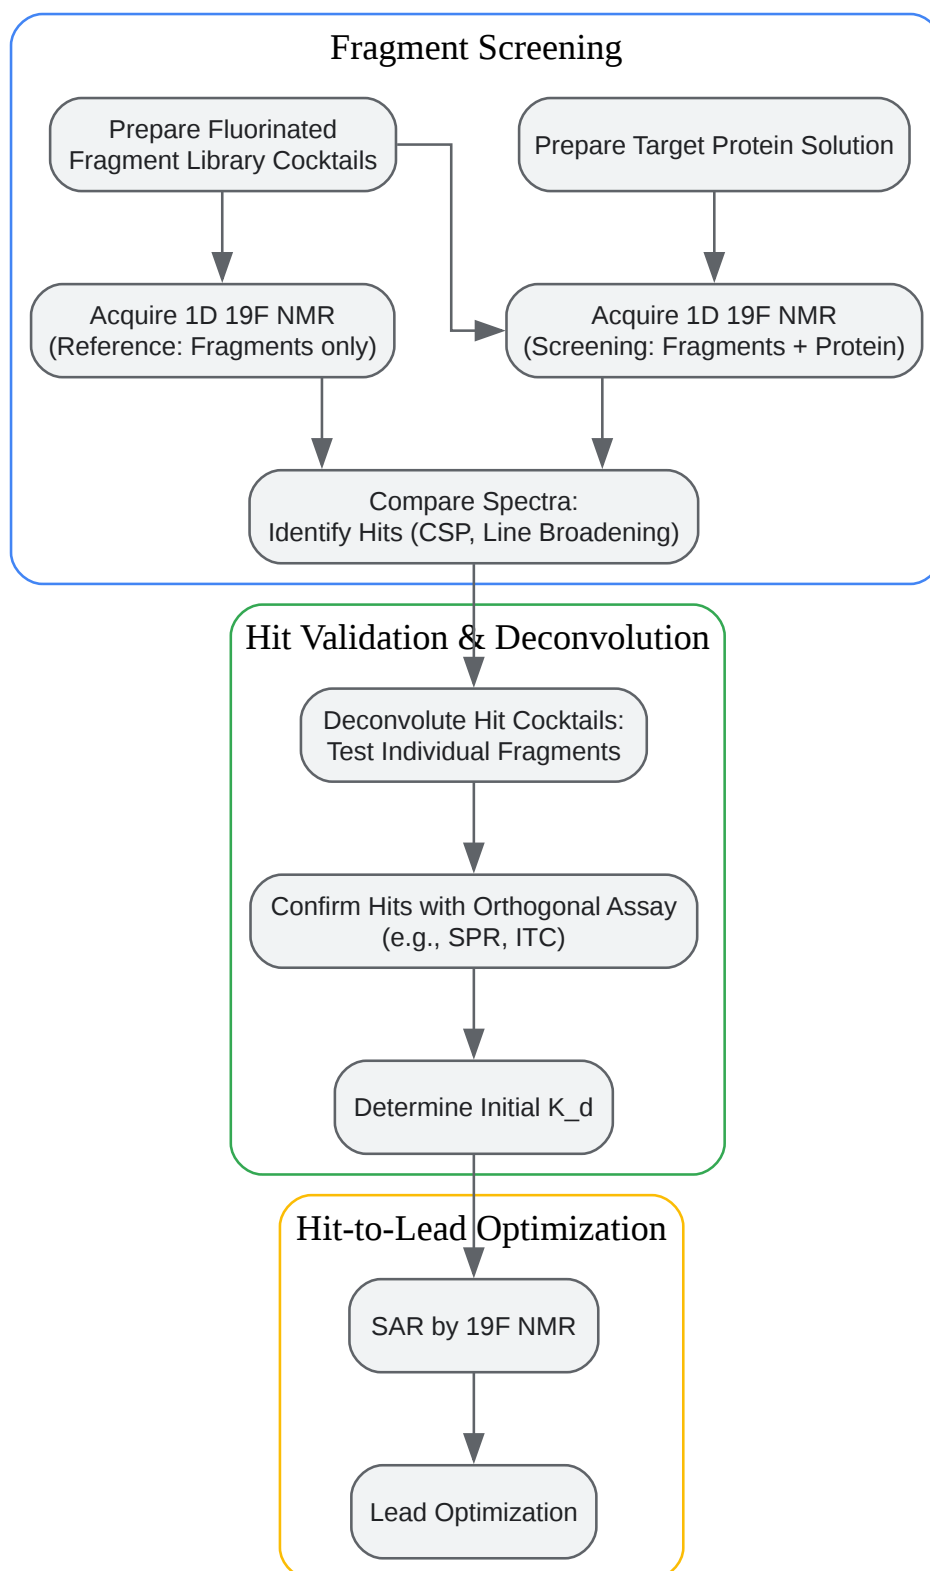 Fragment Screening
Prepare Fluorinated
Fragment Library Cocktails
Prepare Target Protein Solution
Acquire 1D 19F NMR
(Reference: Fragments only)
Acquire 1D 19F NMR
(Screening: Fragments + Protein)
Compare Spectra:
Identify Hits (CSP, Line Broadening)
Hit Validation & Deconvolution
Deconvolute Hit Cocktails:
Test Individual Fragments
Confirm Hits with Orthogonal Assay
(e.g., SPR, ITC)
Determine Initial K_d
Hit-to-Lead Optimization
SAR by 19F NMR
Lead Optimization